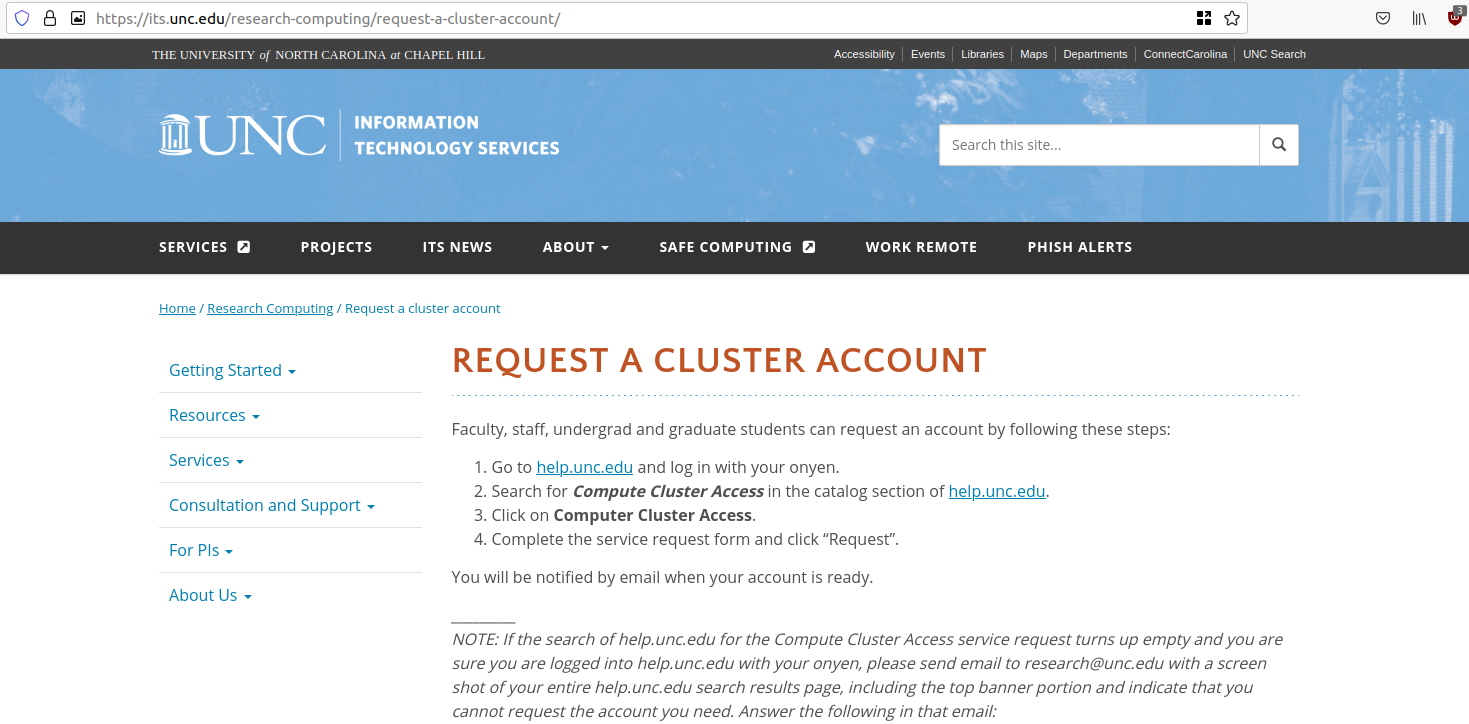 https://its.unc.edu/research-computing/request-a-cluster-account/
3
THE UNIVERSITY of NORTH CAROLINA at CHAPEL HILL
Accessibility Events Libraries Maps Departments ConnectCarolina UNC Search
UNC INFORMATION
TECHNOLOGY SERVICES
Search this site...
SERVICES PROJECTS ITS NEWS ABOUT SAFE COMPUTING WORK REMOTE PHISH ALERTS
Home / Research Computing / Request a cluster account
Getting Started
Resources
Services
Consultation and Support
For PIs
About Us
REQUEST A CLUSTER ACCOUNT
Faculty, staff, undergrad and graduate students can request an account by following these steps:
1. Go to help.unc.edu and log in with your onyen.
2. Search for Compute Cluster Access in the catalog section of help.unc.edu.
3. Click on Computer Cluster Access.
4. Complete the service request form and click “Request”.
You will be notified by email when your account is ready.
_________
NOTE: If the search of help.unc.edu for the Compute Cluster Access service request turns up empty and you are
sure you are logged into help.unc.edu with your onyen, please send email to research@unc.edu with a screen
shot of your entire help.unc.edu search results page, including the top banner portion and indicate that you
cannot request the account you need. Answer the following in that email: